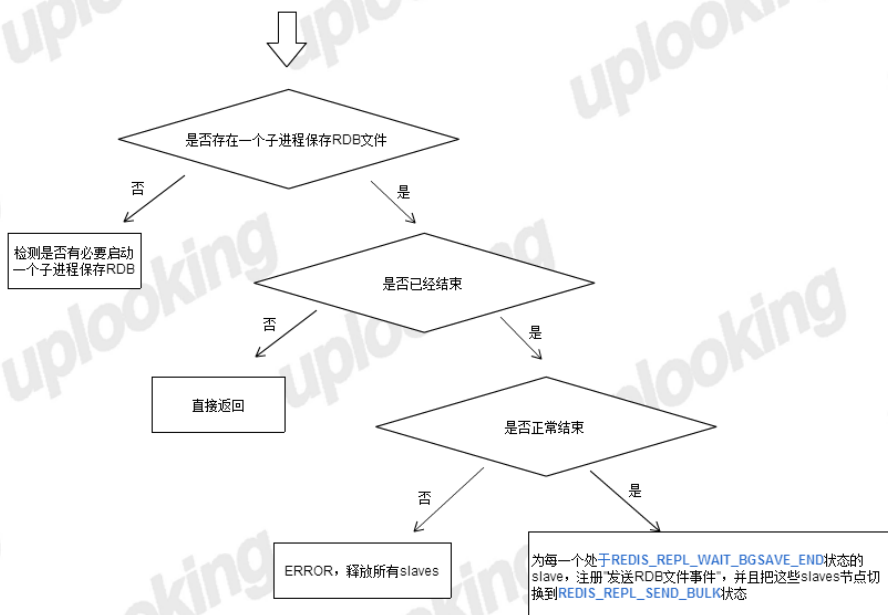 uplooking
uplooking
是否存在一个子进程保存RDB文件
否
是
检测是否有必要启动
一个子进程保存RDB
uplooking
uplooking
是否已经结束
否
是
uplooking
直接返回
是否正常结束
否
是
ERROR，释放所有slaves
为每一个处于REDIS_REPL_WAIT_BGSAVE_END状态的
slave，注册"发送RDB文件事件"，并且把这些slaves节点切
换到REDIS_REPL_SEND_BULK状态